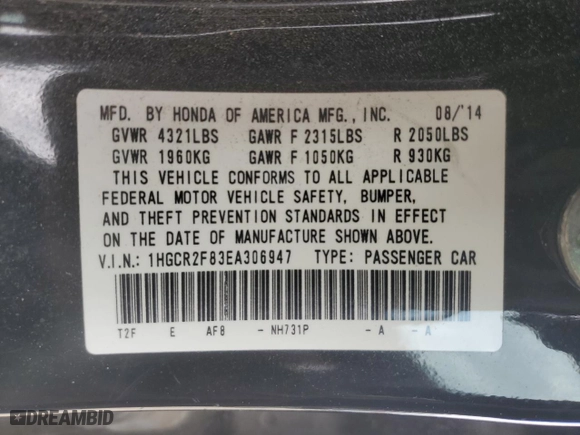 MFD. BY HONDA OF AMERICA MFG., INC. 08/'14
GVWR 4321LBS GAWR F 2315LBS R 2050LBS
GVWR 1960KG GAWR F 1050KG R 930KG
THIS VEHICLE CONFORMS TO ALL APPLICABLE
FEDERAL MOTOR VEHICLE SAFETY, BUMPER,
AND THEFT PREVENTION STANDARDS IN EFFECT
ON THE DATE OF MANUFACTURE SHOWN ABOVE.
V.I.N.: 1HGCR2F83EA306947 TYPE: PASSENGER CAR
T2F E AF8 - NH731P - A - A
DREAMBID